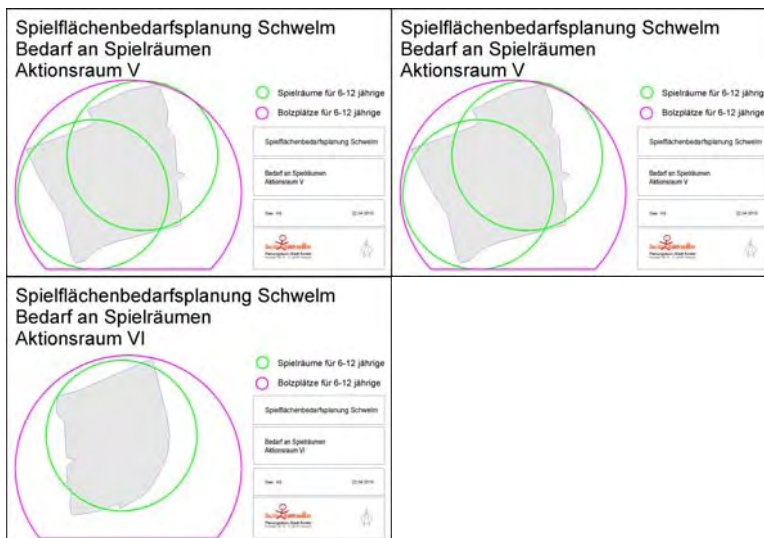 Spielflächenbedarfsplanung Schwelm
Bedarf an Spielräumen
Aktionsraum V
Spielräume für 6-12 jährige
Bolzplätze für 6-12 jährige
Spielflächenbedarfsplanung Schwelm
Bedarf an Spielräumen
Aktionsraum V
Spielflächenbedarfsplanung Schwelm
Bedarf an Spielräumen
Aktionsraum V
Spielräume für 6-12 jährige
Bolzplätze für 6-12 jährige
Spielflächenbedarfsplanung Schwelm
Bedarf an Spielräumen
Aktionsraum V
Spielflächenbedarfsplanung Schwelm
Bedarf an Spielräumen
Aktionsraum VI
Spielräume für 6-12 jährige
Bolzplätze für 6-12 jährige
Spielflächenbedarfsplanung Schwelm
Bedarf an Spielräumen
Aktionsraum VI